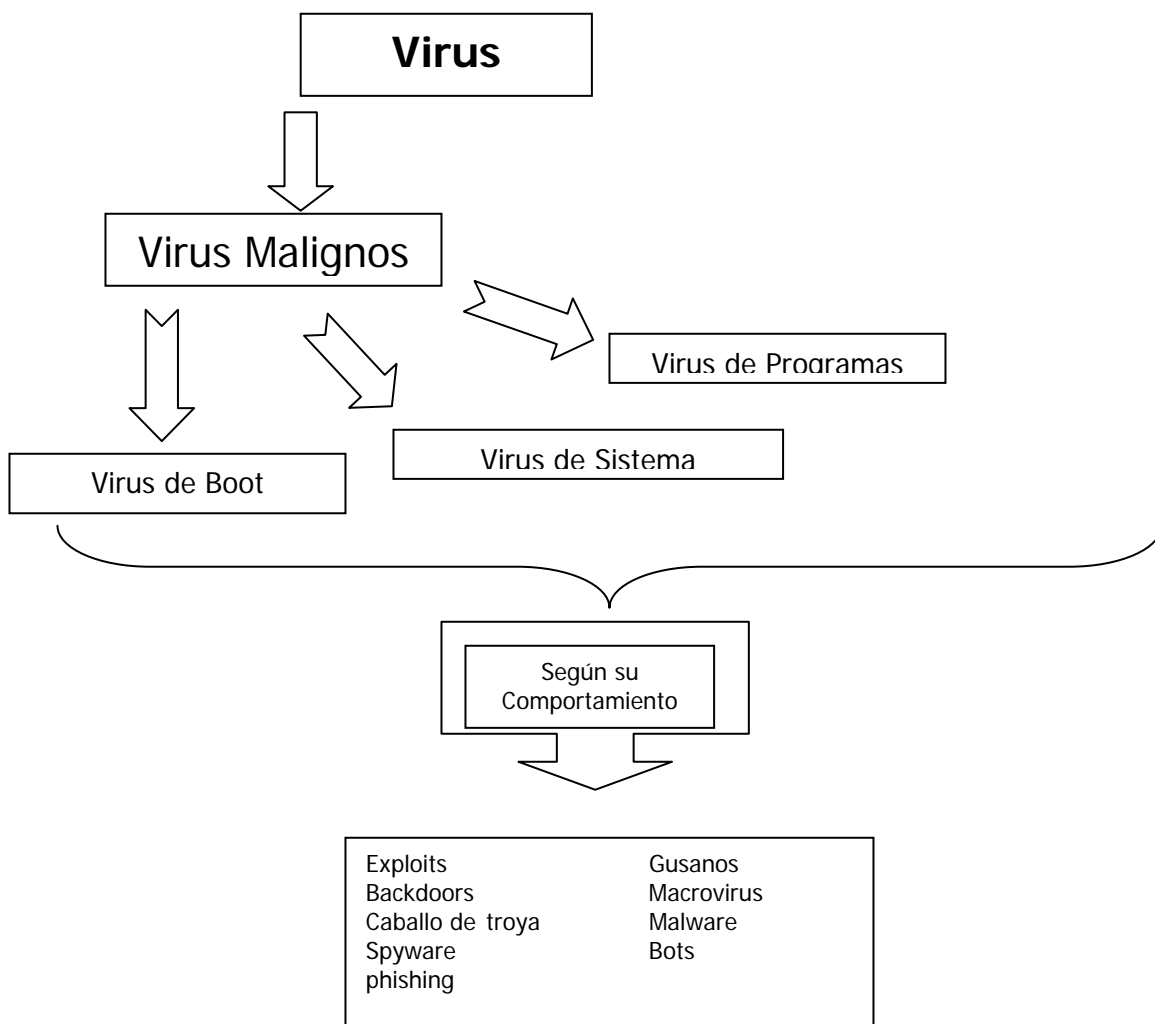 Virus
Virus Malignos
Virus de Programas
Virus de Sistema
Virus de Boot
Según su
Comportamiento
Exploits
Backdoors
Caballo de troya
Spyware
phishing
Gusanos
Macrovirus
Malware
Bots